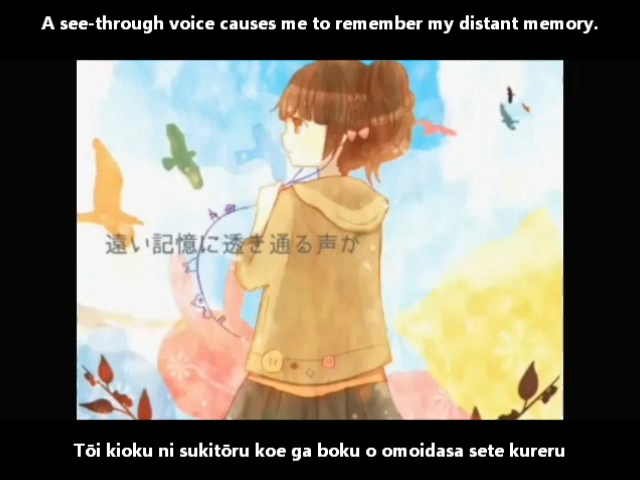 A see-through voice causes me to remember my distant memory.
遠い記憶に透き通る声が
Tōi kioku ni sukitōru koe ga boku o omoidasa sete kureru